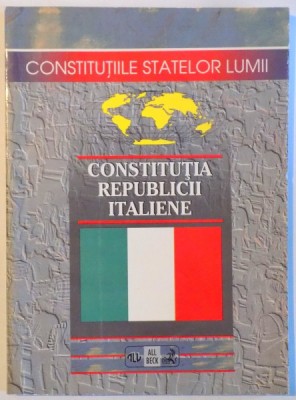 CONSTITUȚIILE STATELOR LUMII
CONSTITUȚIA
REPUBLICII
ITALIENE
ALL
BECK